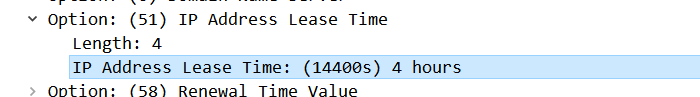 Option: (51) IP Address Lease Time
Length: 4
IP Address Lease Time: (14400s) 4 hours
Option: (58) Renewal Time Value